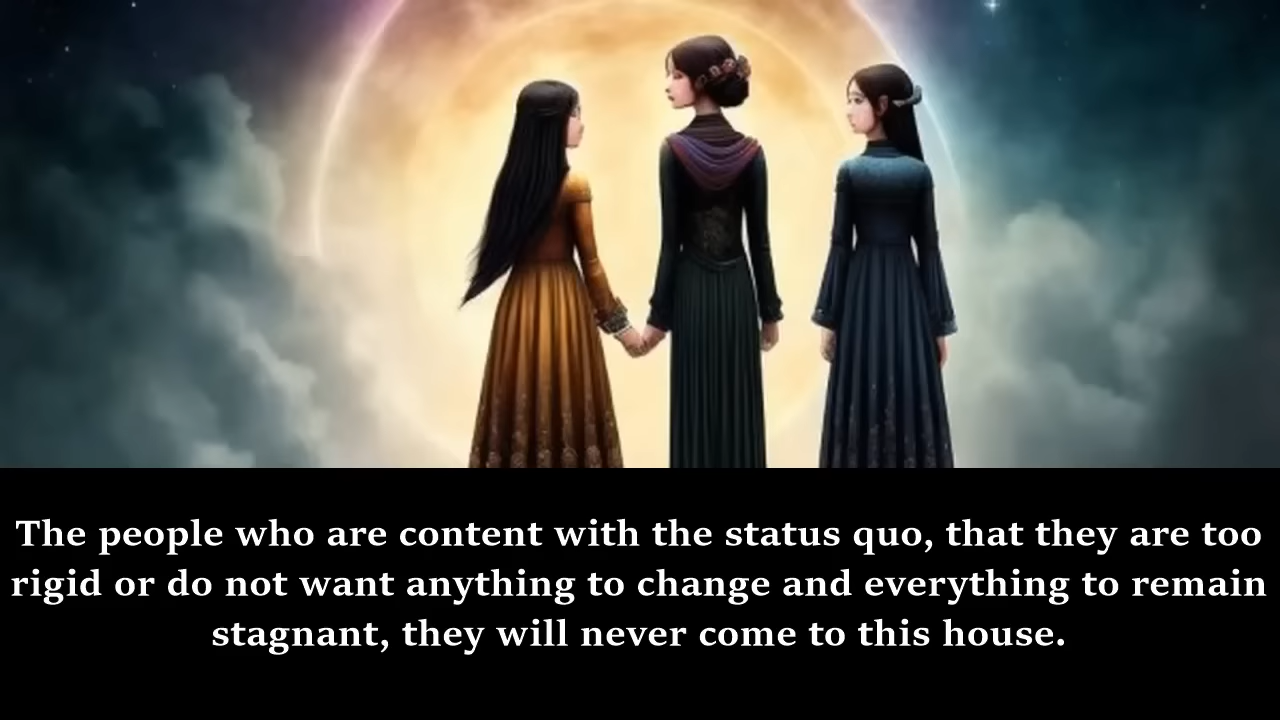 The people who are content with the status quo, that they are too
rigid or do not want anything to change and everything to remain
stagnant, they will never come to this house.